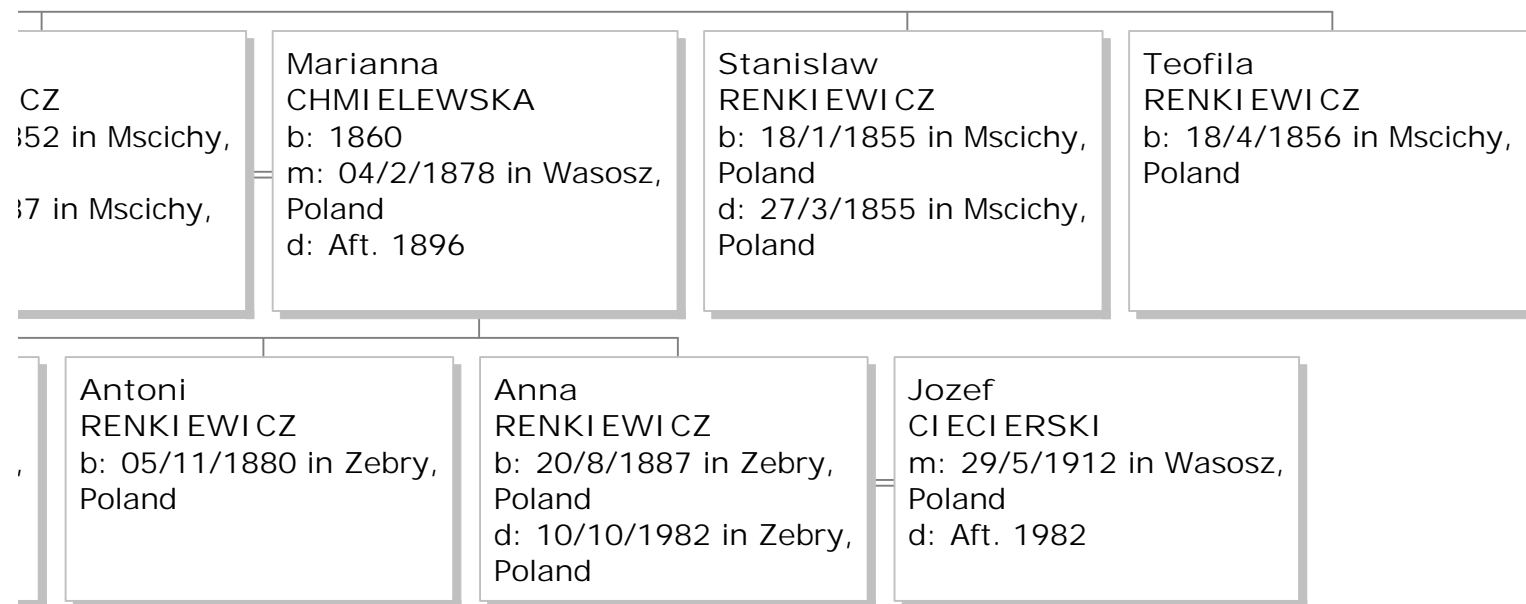 CZ
852 in Mscichy,
37 in Mscichy,
Marianna
CHMIELEWSKA
b: 1860
m: 04/2/1878 in Wasosz,
Poland
d: Aft. 1896
Stanislaw
RENKIEWICZ
b: 18/1/1855 in Mscichy,
Poland
d: 27/3/1855 in Mscichy,
Poland
Teofila
RENKIEWICZ
b: 18/4/1856 in Mscichy,
Poland
,
Antoni
RENKIEWICZ
b: 05/11/1880 in Zebry,
Poland
Anna
RENKIEWICZ
b: 20/8/1887 in Zebry,
Poland
d: 10/10/1982 in Zebry,
Poland
Jozef
CIECIERSKI
m: 29/5/1912 in Wasosz,
Poland
d: Aft. 1982